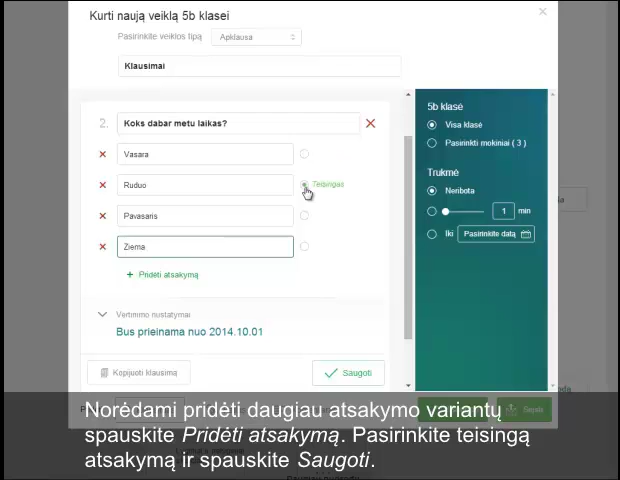 Kurti naują veiklą 5b klasei
Pasirinkite veiklos tipą
Apklausa
Klausimai
2.
Koks dabar metu laikas?
Vasara
Ruduo
Teisingas
Pavasaris
Ziema
+ Pridėti atsakymą
Vertinimo nustatymai
Bus prieinama nuo 2014.10.01
Kopijuoti klausimą
Saugoti
5b klasė
Visa klasė
Pasirinkti mokiniai ( 3 )
Trukmė
Neribota
1 min
Iki
Pasirinkite datą
Norėdami pridėti daugiau atsakymo variantų
spauskite Pridėti atsakymą. Pasirinkite teisingą
atsakymą ir spauskite Saugoti.